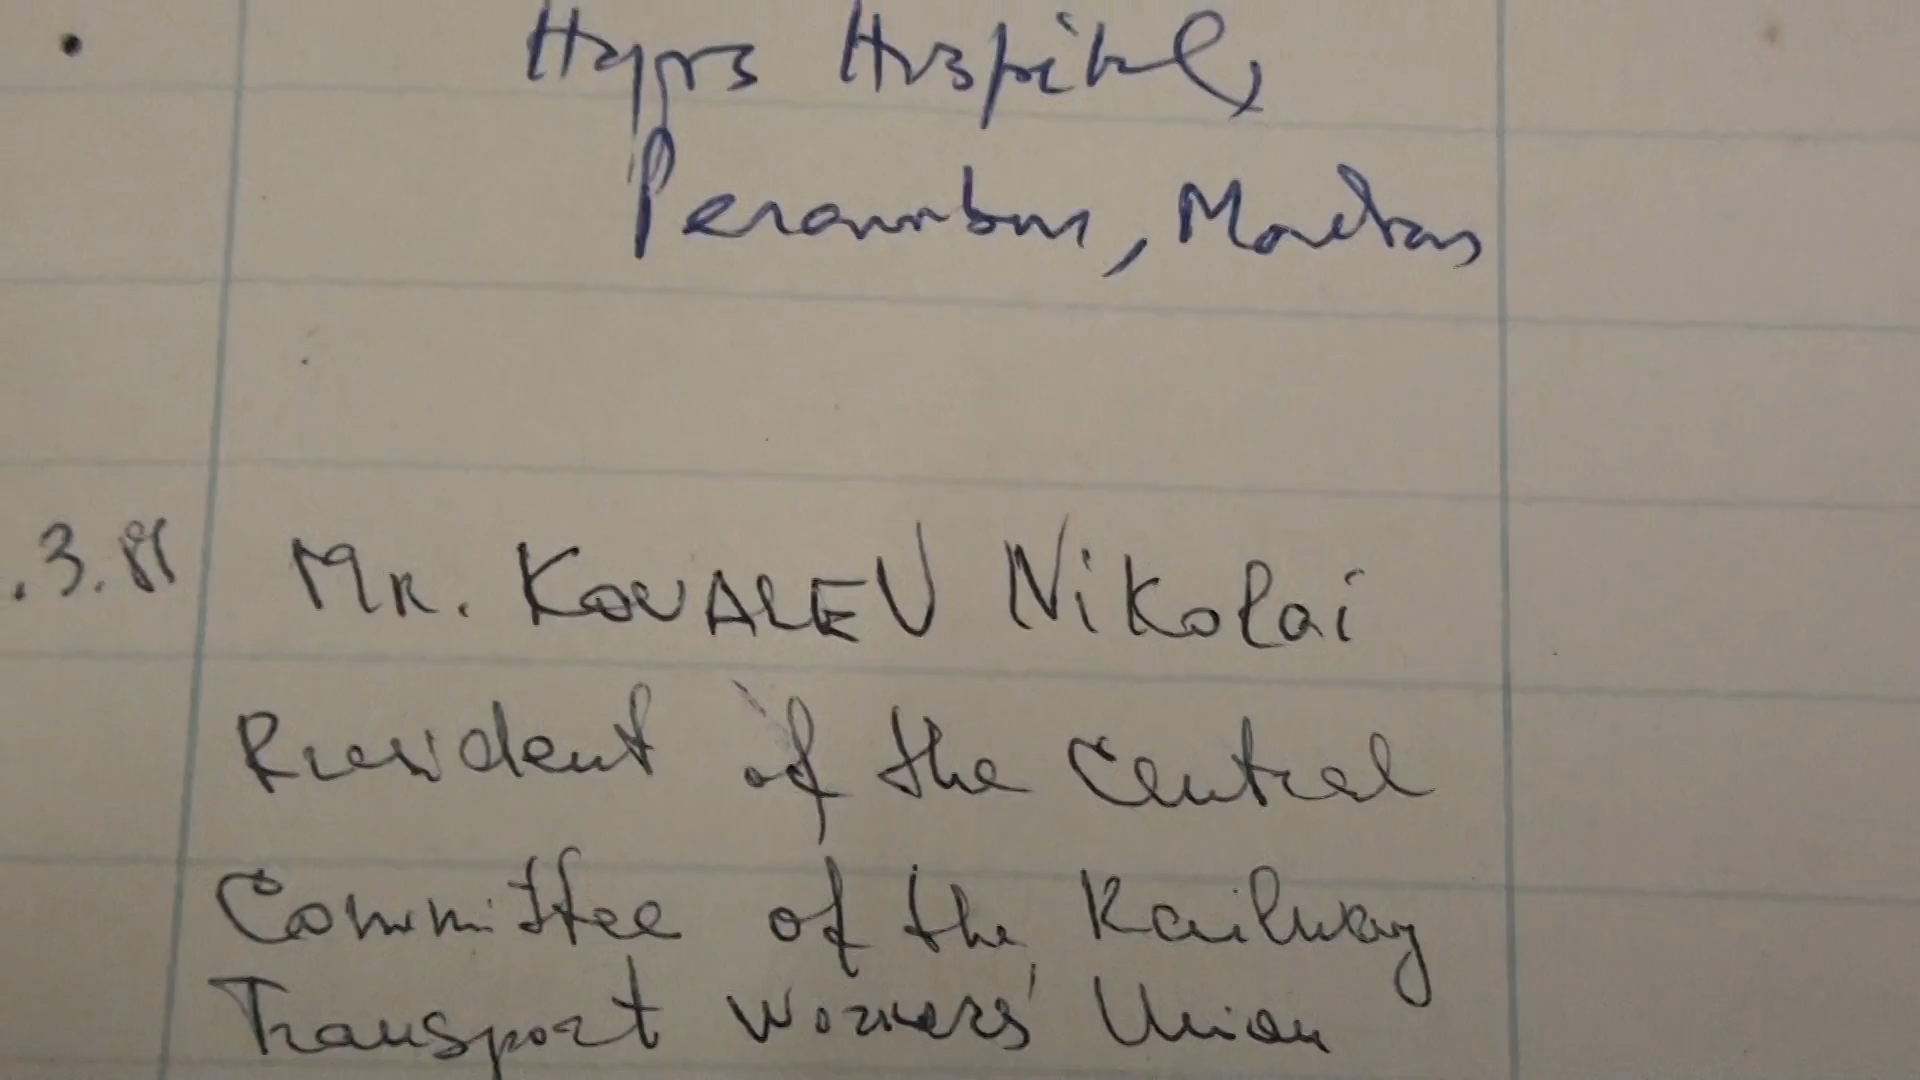 Hqrs Hospital,
Perambur, Madras
.3.81 Mr. KOVALEV Nikolai
President of the Central
Committee of the Railway
Transport Workers' Union